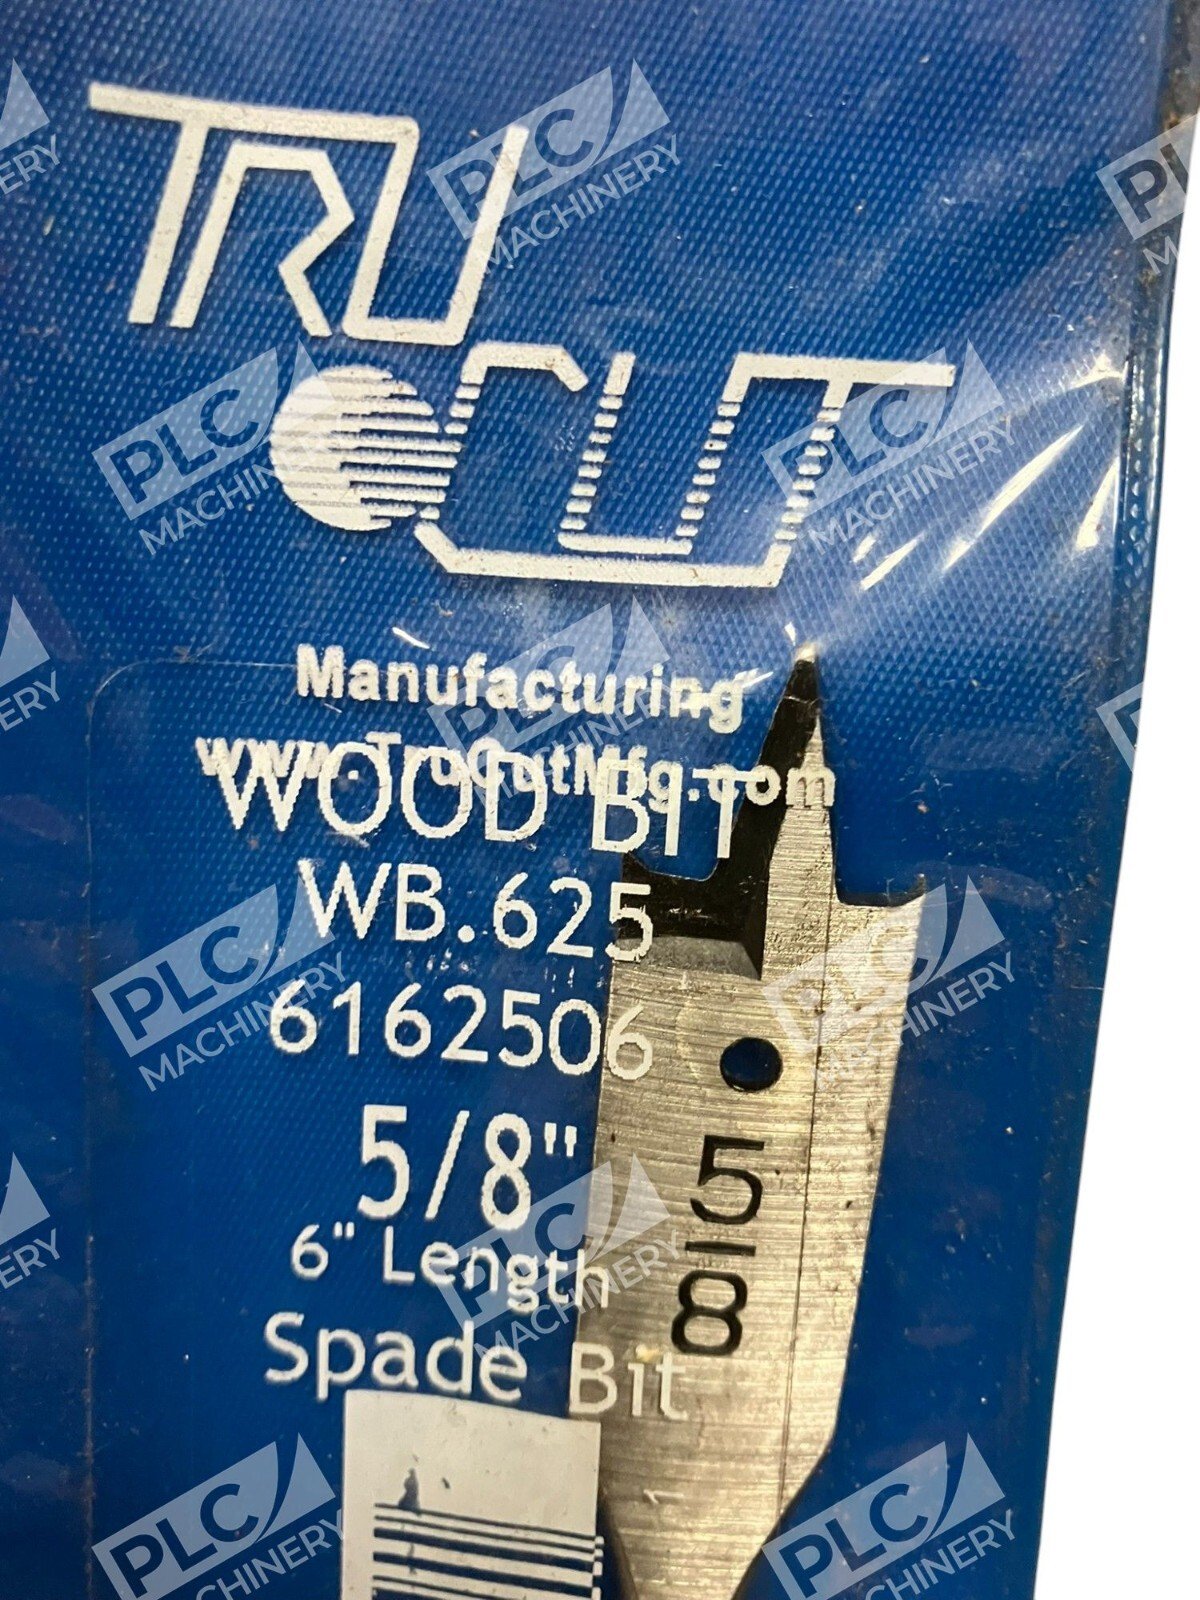 TRU
CUT
Manufacturing
www.TruCutMfg.com
WOOD BIT
WB.625
6162506
5/8"
6" Length
Spade Bit
5
8
PLC
MACHINERY